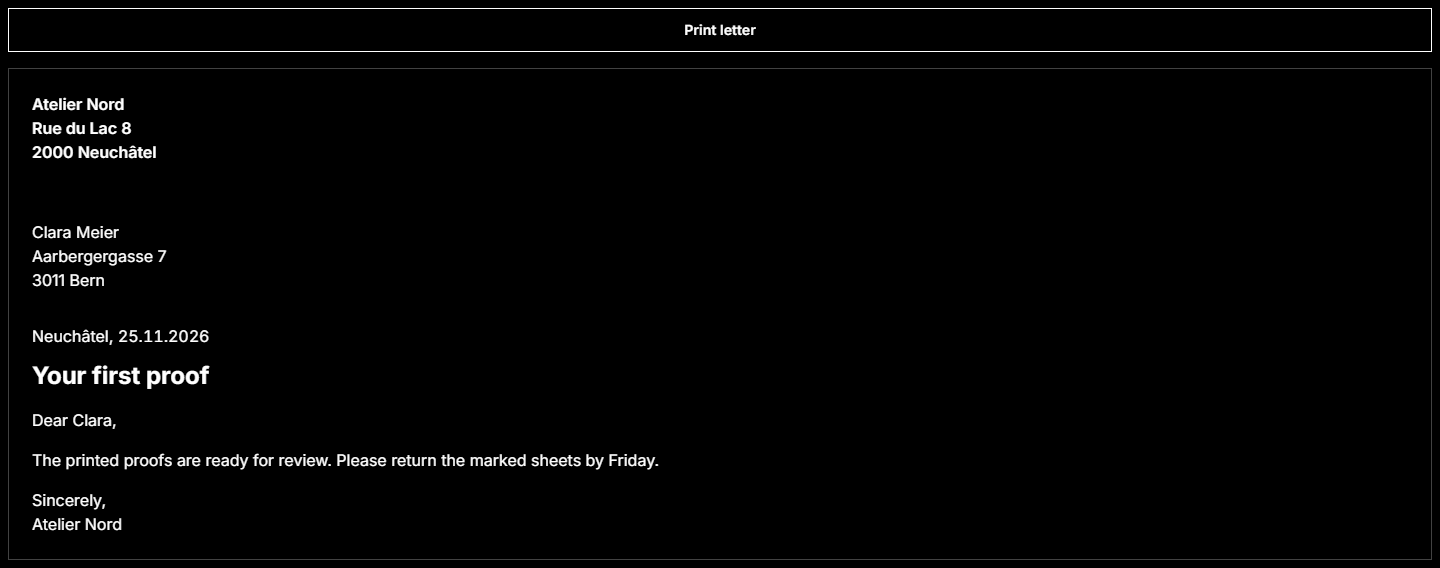 Print letter
Atelier Nord
Rue du Lac 8
2000 Neuchâtel
Clara Meier
Aarbergergasse 7
3011 Bern
Neuchâtel, 25.11.2026
Your first proof
Dear Clara,
The printed proofs are ready for review. Please return the marked sheets by Friday.
Sincerely,
Atelier Nord